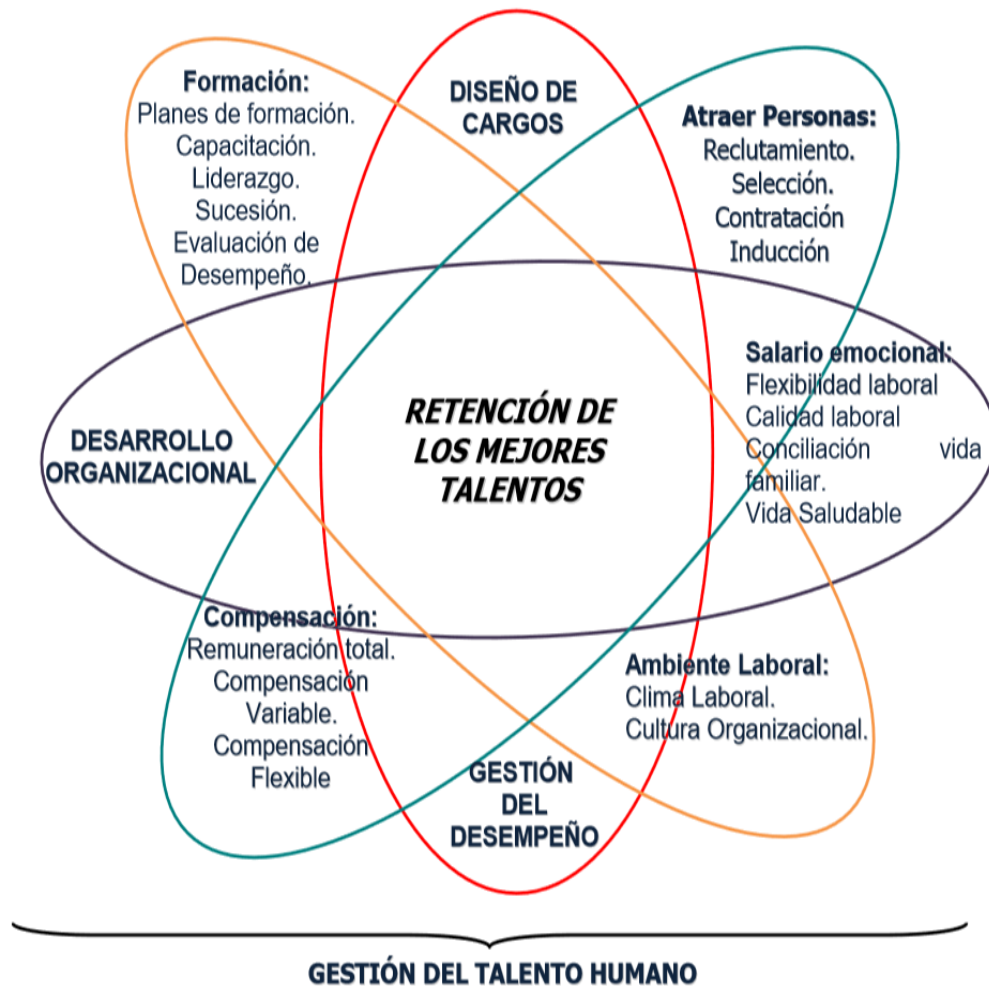 Formación:
Planes de formación.
Capacitación.
Liderazgo.
Sucesión.
Evaluación de
Desempeño.
DISEÑO DE
CARGOS
Atraer Personas:
Reclutamiento.
Selección.
Contratación
Inducción
DESARROLLO
ORGANIZACIONAL
RETENCIÓN DE
LOS MEJORES
TALENTOS
Salario emocional:
Flexibilidad laboral
Calidad laboral
Conciliación vida
familiar.
Vida Saludable
Compensación:
Remuneración total.
Compensación
Variable.
Compensación
Flexible
GESTIÓN
DEL
DESEMPEÑO
Ambiente Laboral:
Clima Laboral.
Cultura Organizacional.
GESTIÓN DEL TALENTO HUMANO